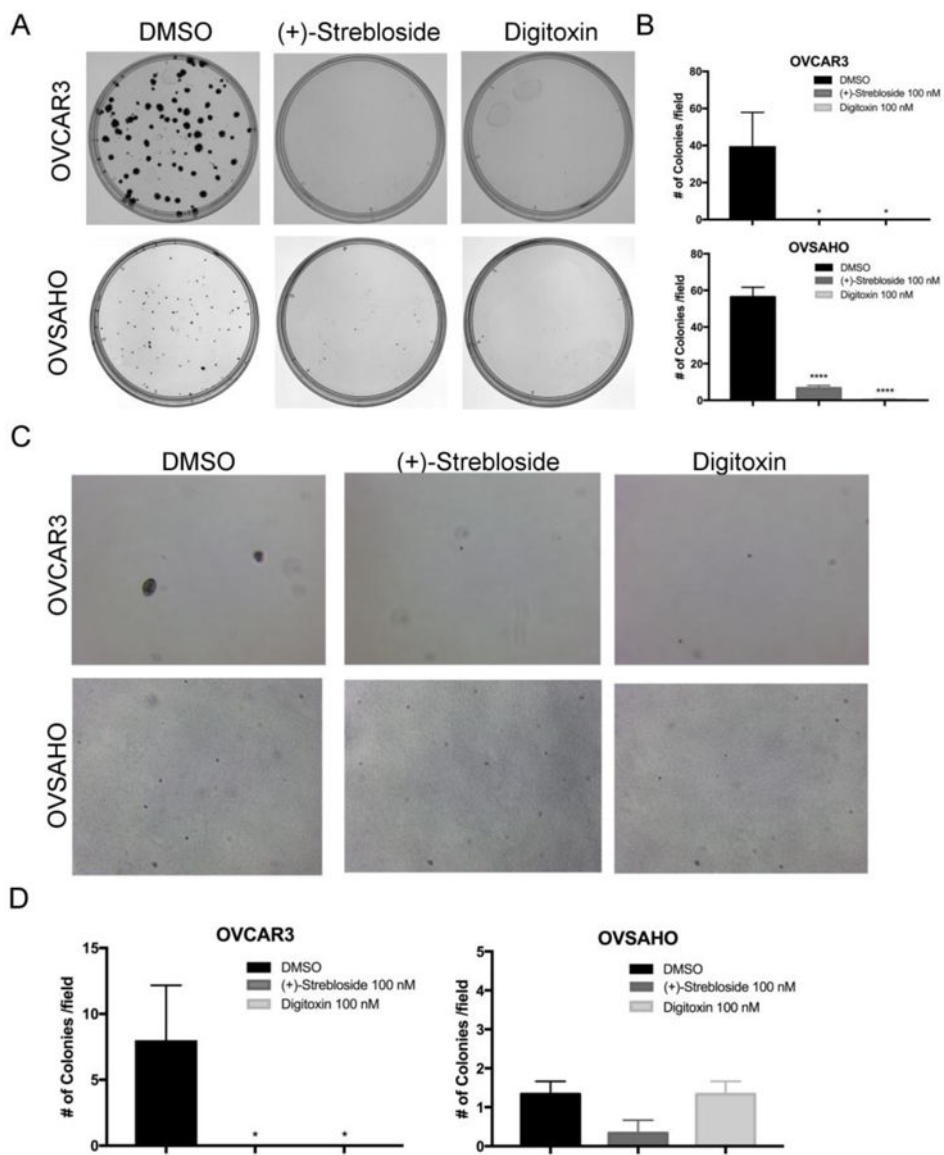 A
DMSO
(+)-Strebloside
Digitoxin
OVCAR3
OVSAHO
B
OVCAR3
DMSO
(+)-Strebloside 100 nM
Digitoxin 100 nM
# of Colonies /field
80
60
40
20
0
*
*
OVSAHO
DMSO
(+)-Strebloside 100 nM
Digitoxin 100 nM
# of Colonies /field
80
60
40
20
0
****
****
C
DMSO
(+)-Strebloside
Digitoxin
OVCAR3
OVSAHO
D
OVCAR3
DMSO
(+)-Strebloside 100 nM
Digitoxin 100 nM
# of Colonies /field
15
10
5
0
*
*
OVSAHO
DMSO
(+)-Strebloside 100 nM
Digitoxin 100 nM
# of Colonies /field
5
4
3
2
1
0